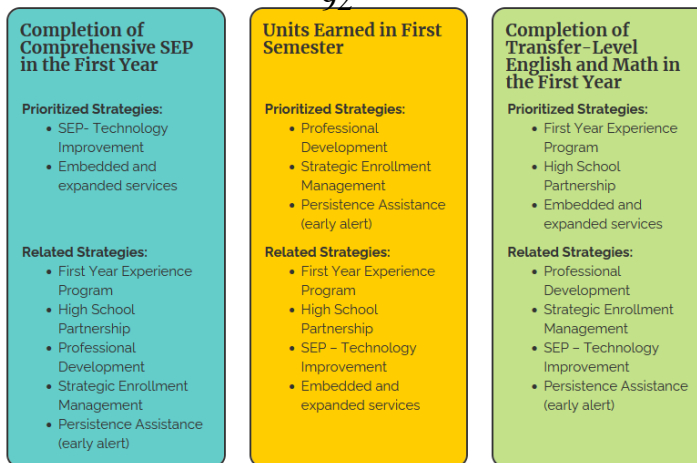 92
Completion of
Comprehensive SEP
in the First Year
Prioritized Strategies:
• SEP- Technology
Improvement
• Embedded and
expanded services
Related Strategies:
• First Year Experience
Program
• High School
Partnership
• Professional
Development
• Strategic Enrollment
Management
• Persistence Assistance
(early alert)
Units Earned in First
Semester
Prioritized Strategies:
• Professional
Development
• Strategic Enrollment
Management
• Persistence Assistance
(early alert)
Related Strategies:
• First Year Experience
Program
• High School
Partnership
• SEP – Technology
Improvement
• Embedded and
expanded services
Completion of
Transfer-Level
English and Math in
the First Year
Prioritized Strategies:
• First Year Experience
Program
• High School
Partnership
• Embedded and
expanded services
Related Strategies:
• Professional
Development
• Strategic Enrollment
Management
• SEP – Technology
Improvement
• Persistence Assistance
(early alert)